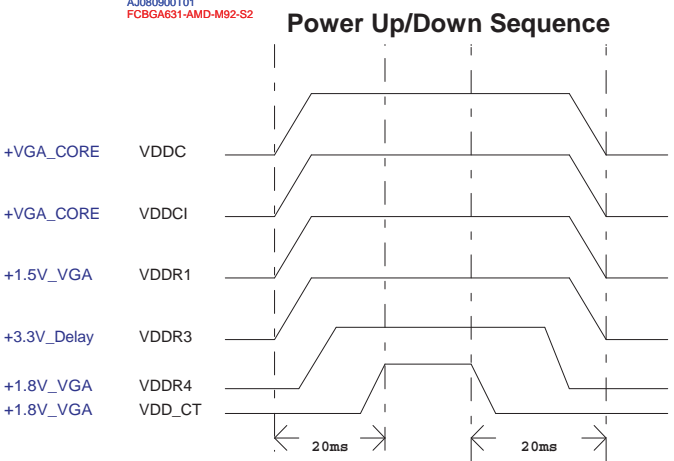 AJ080900T01
FCBGA631-AMD-M92-S2
Power Up/Down Sequence
+VGA_CORE VDDC
+VGA_CORE VDDCI
+1.5V_VGA VDDR1
+3.3V_Delay VDDR3
+1.8V_VGA VDDR4
+1.8V_VGA VDD_CT
20ms 20ms